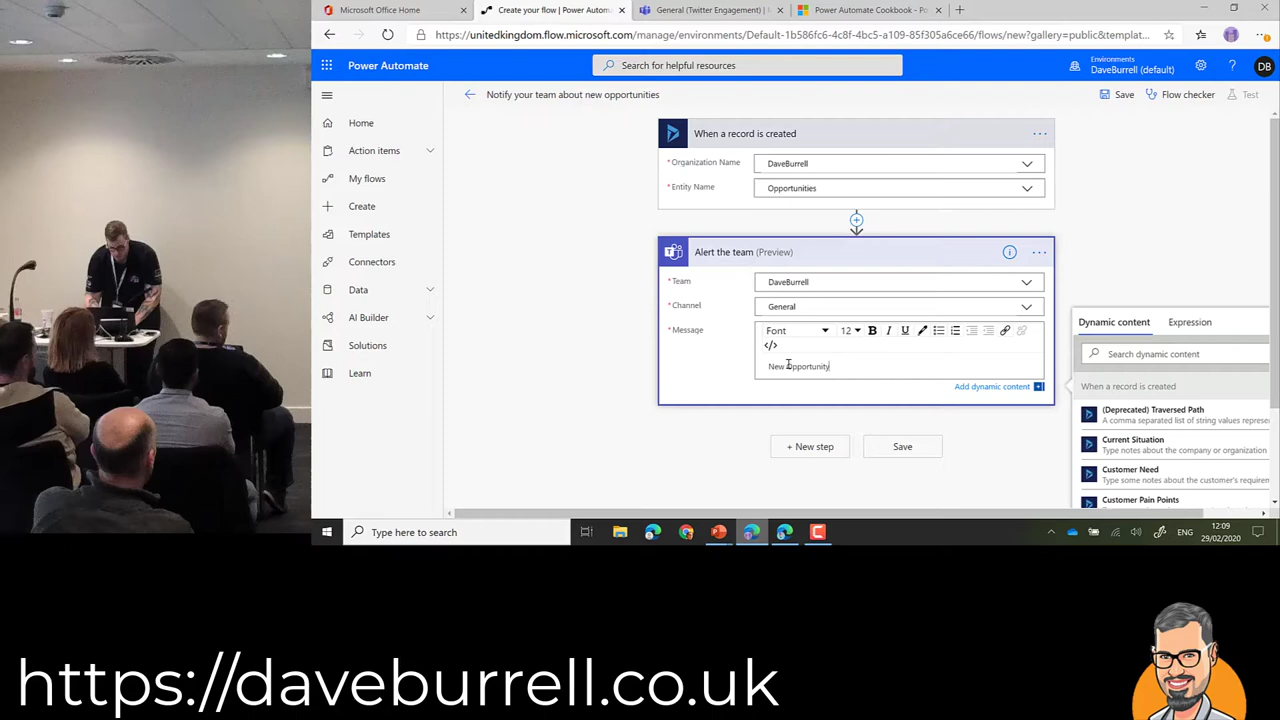 Microsoft Office Home
Create your flow | Power Autom
General (Twitter Engagement) | M
Power Automate Cookbook - Po
https://unitedkingdom.flow.microsoft.com/manage/environments/Default-1b586fc6-4c8f-4bc5-a109-85f305a6ce66/flows/new?gallery=public&templat...
Power Automate
Search for helpful resources
Environments
DaveBurrell (default)
DB
Notify your team about new opportunities
Save
Flow checker
Test
Home
Action items
My flows
Create
Templates
Connectors
Data
AI Builder
Solutions
Learn
When a record is created
* Organization Name
DaveBurrell
* Entity Name
Opportunities
Alert the team (Preview)
* Team
DaveBurrell
* Channel
General
* Message
Font
12
B I U
</>
New Opportunity
Add dynamic content
+ New step
Save
Dynamic content
Expression
Search dynamic content
When a record is created
(Deprecated) Traversed Path
A comma separated list of string values represe
Current Situation
Type notes about the company or organization
Customer Need
Type some notes about the customer's requirem
Customer Pain Points
Type here to search
ENG
12:09
29/02/2020
https://daveburrell.co.uk